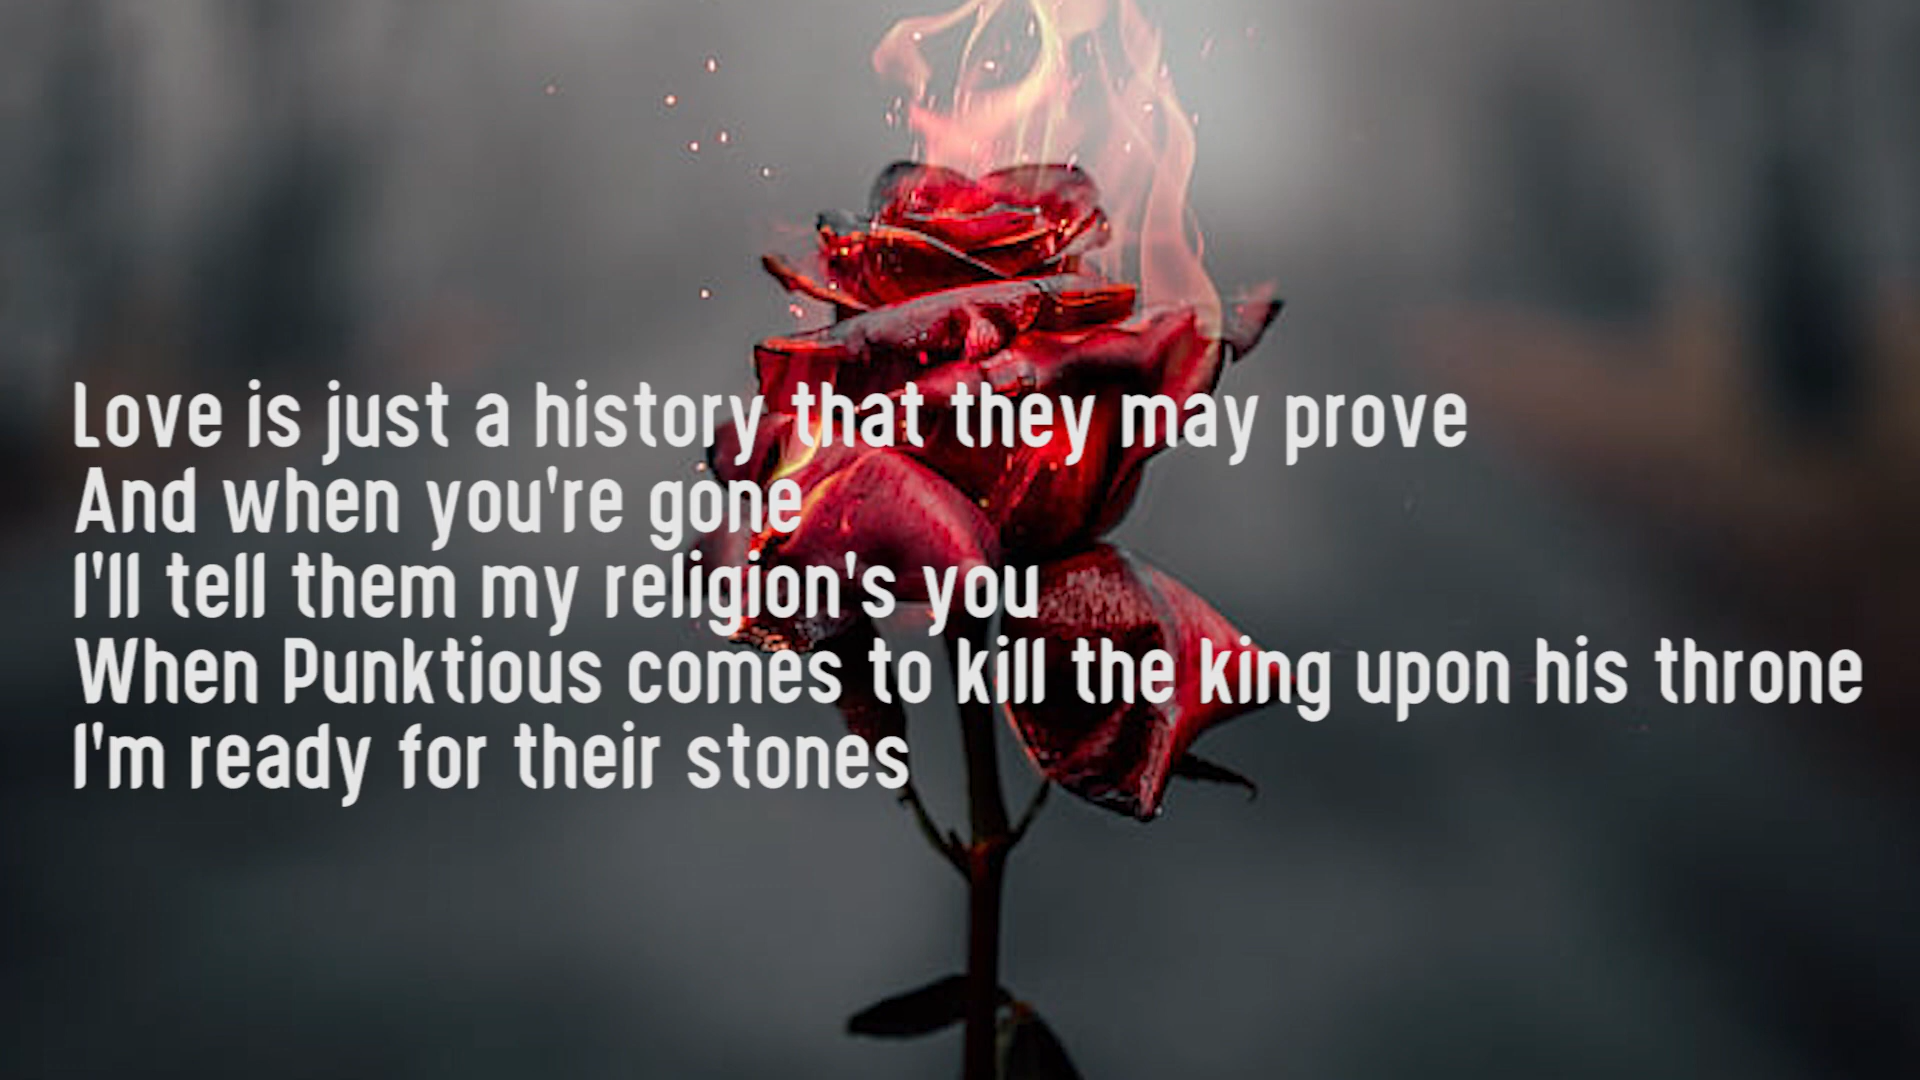 Love is just a history that they may prove
And when you're gone
I'll tell them my religion's you
When Punktious comes to kill the king upon his throne
I'm ready for their stones